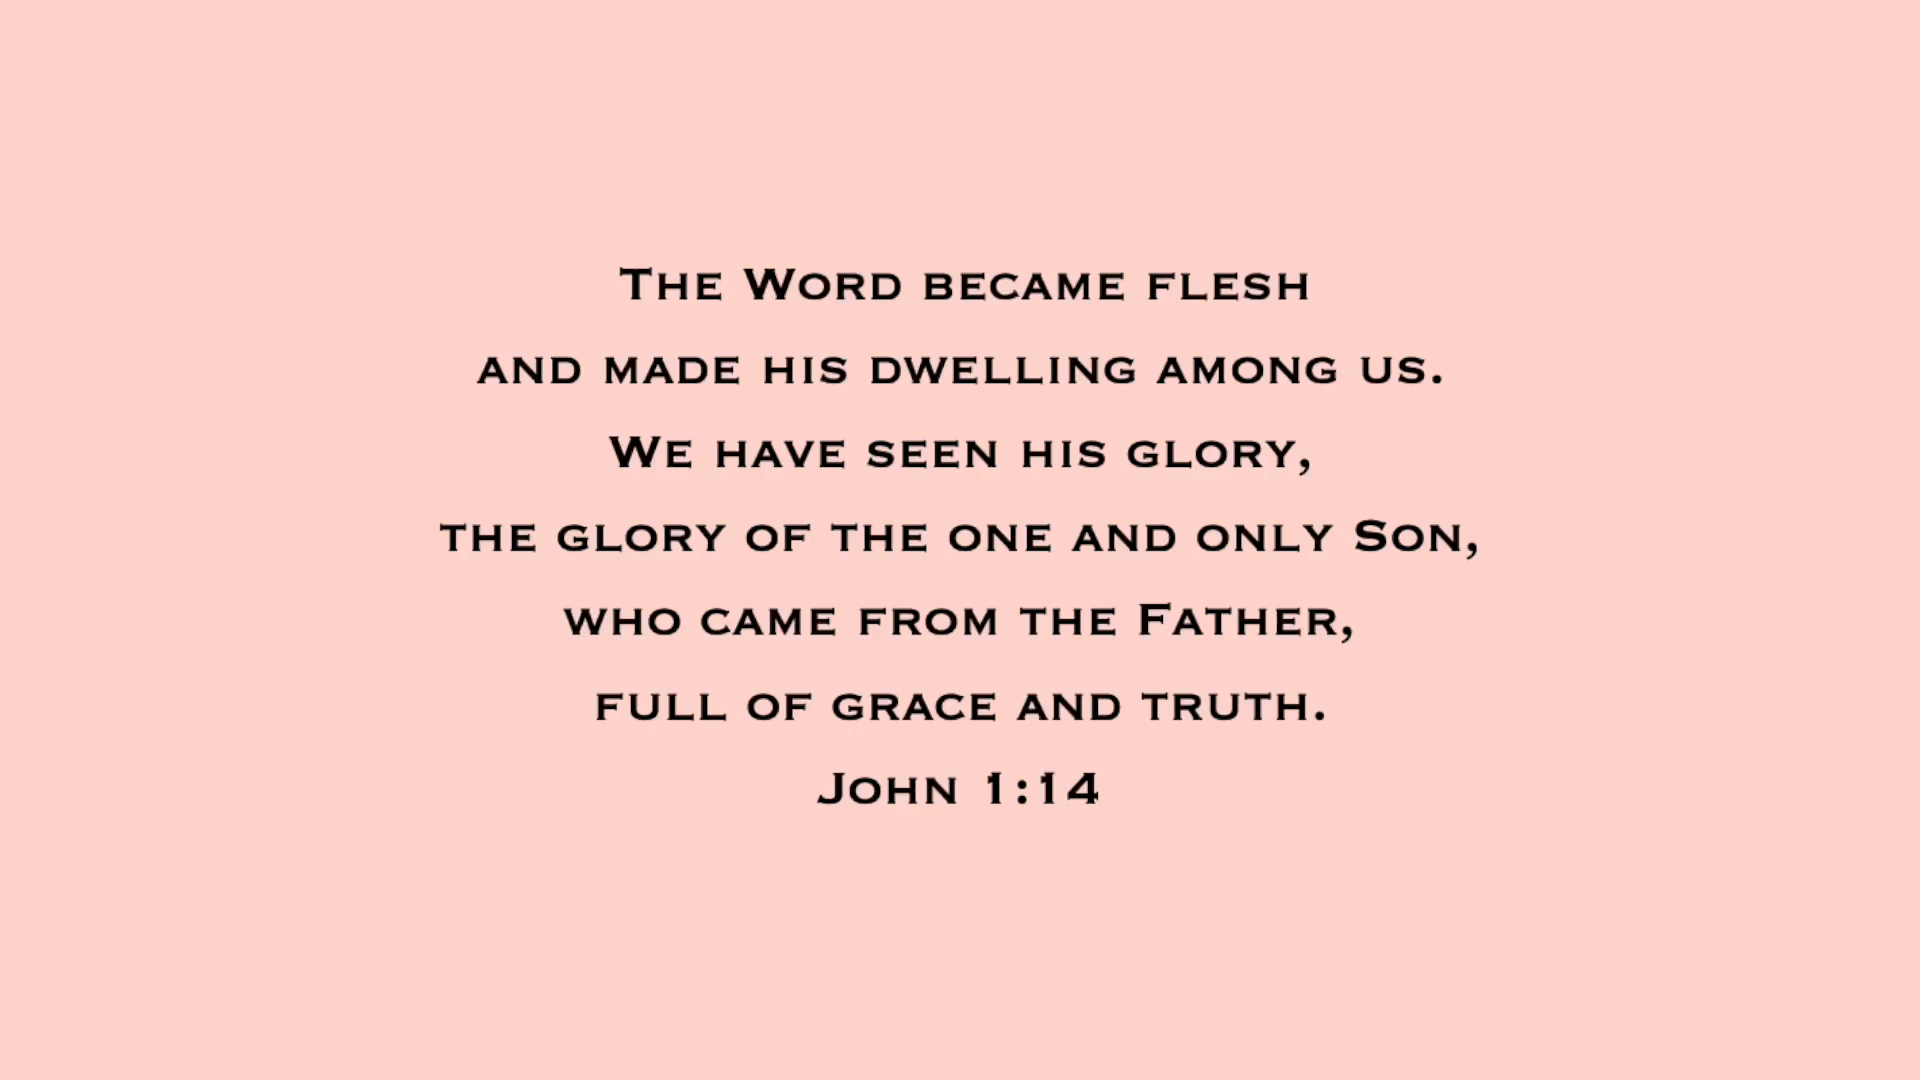 The Word became flesh
and made his dwelling among us.
We have seen his glory,
the glory of the one and only Son,
who came from the Father,
full of grace and truth.
John 1:14